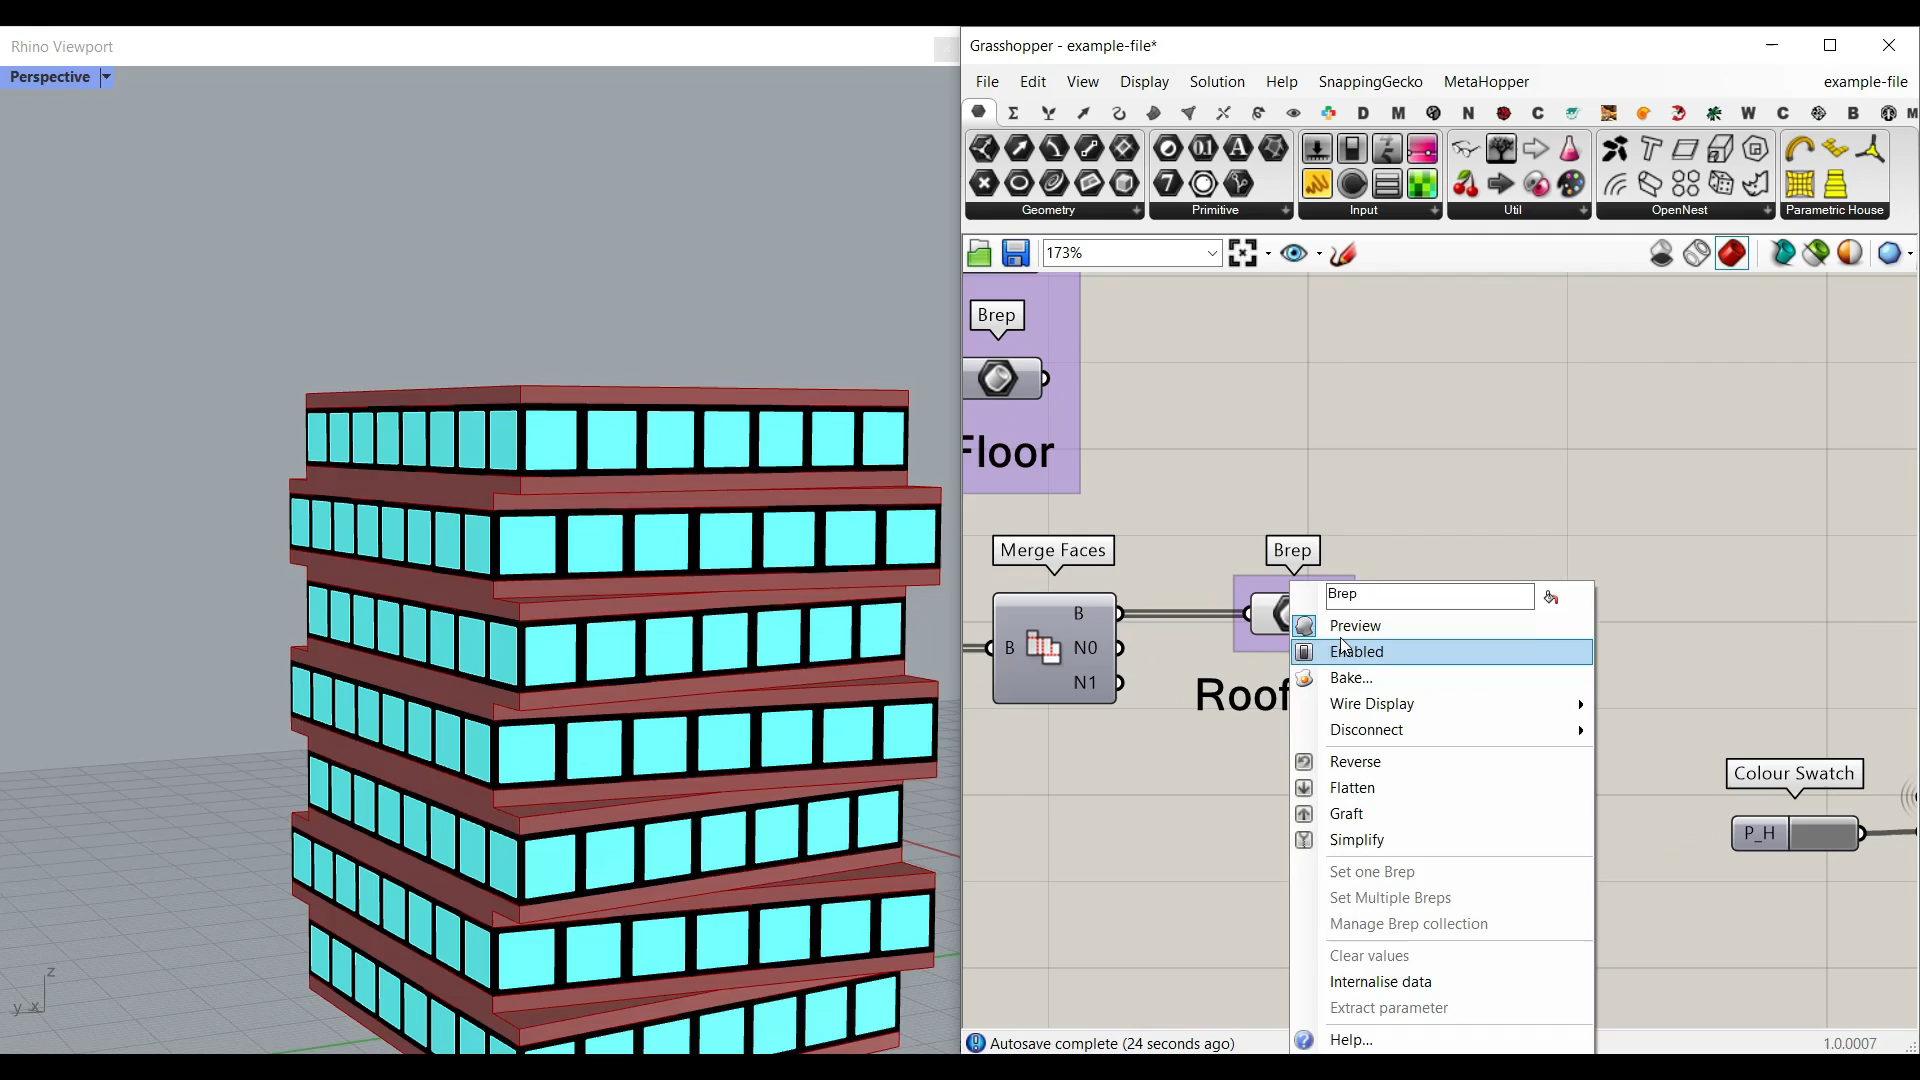 Rhino Viewport
Perspective
Grasshopper - example-file*
File Edit View Display Solution Help SnappingGecko MetaHopper example-file
D M N C W C B M
0.1 A
7
Geometry Primitive Input Util OpenNest Parametric House
173%
Brep
Floor
Merge Faces
B
B
N0
N1
Brep
Roof
Brep
Preview
Enabled
Bake...
Wire Display
Disconnect
Reverse
Flatten
Graft
Simplify
Set one Brep
Set Multiple Breps
Manage Brep collection
Clear values
Internalise data
Extract parameter
Help...
Colour Swatch
P_H
z
y x
Autosave complete (24 seconds ago)
1.0.0007